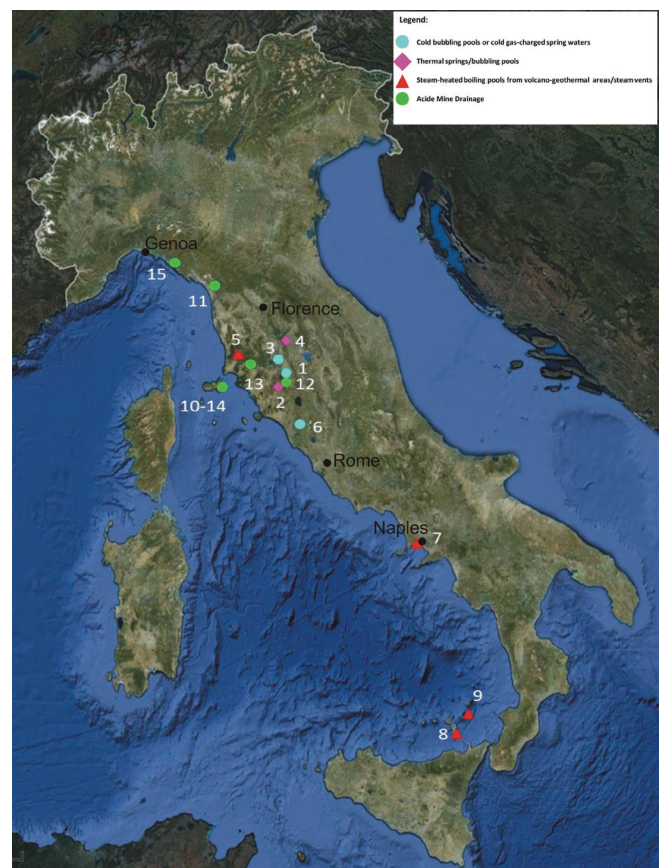 Legend:
Cold bubbling pools or cold gas-charged spring waters
Thermal springs/bubbling pools
Steam-heated boiling pools from volcano-geothermal areas/steam vents
Acide Mine Drainage
Genoa
15
11
Florence
5
4
3
1
13
12
10-14
2
6
Rome
Naples
7
9
8